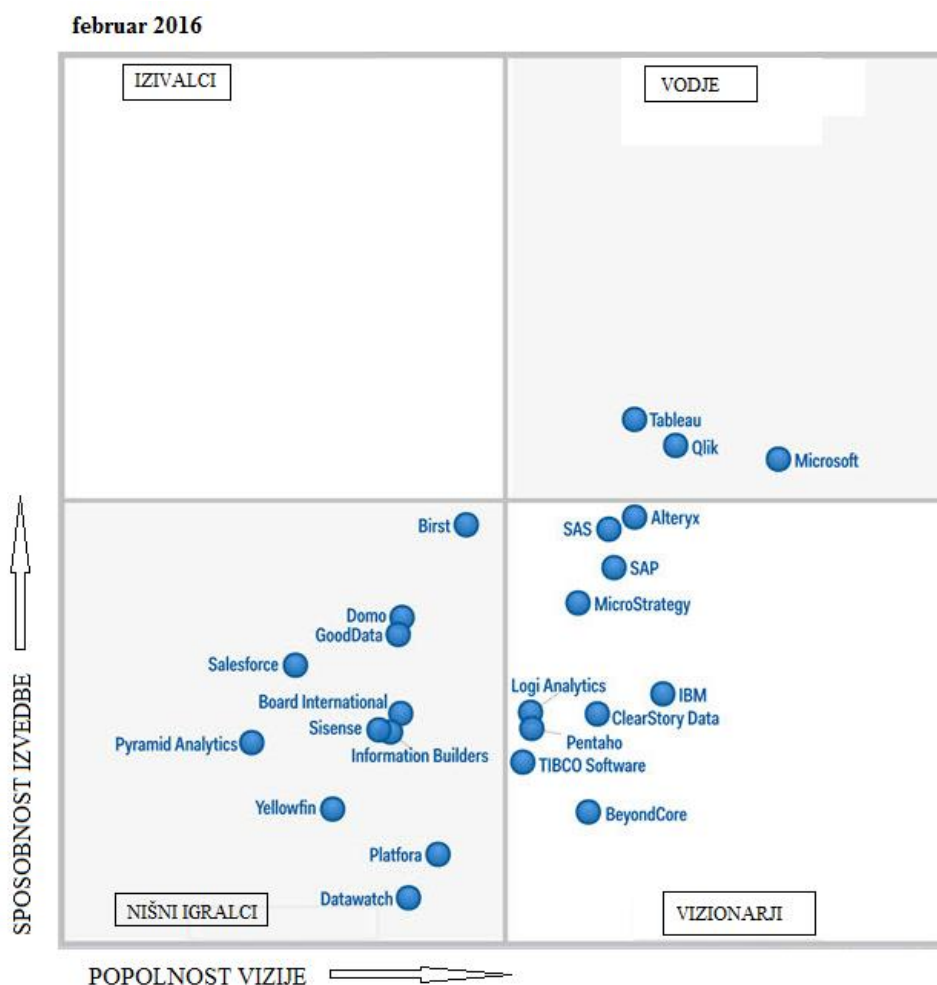 februar 2016
IZIVALCI
VODJE
Tableau
Qlik
Microsoft
SPOSOBNOST IZVEDBE
Birst
Alteryx
SAS
SAP
MicroStrategy
Domo
GoodData
Salesforce
Board International
Sisense
Information Builders
Pyramid Analytics
Logi Analytics
IBM
ClearStory Data
Pentaho
TIBCO Software
Yellowfin
BeyondCore
Platfora
Datawatch
NIŠNI IGRALCI
VIZIONARJI
POPOLNOST VIZIJE